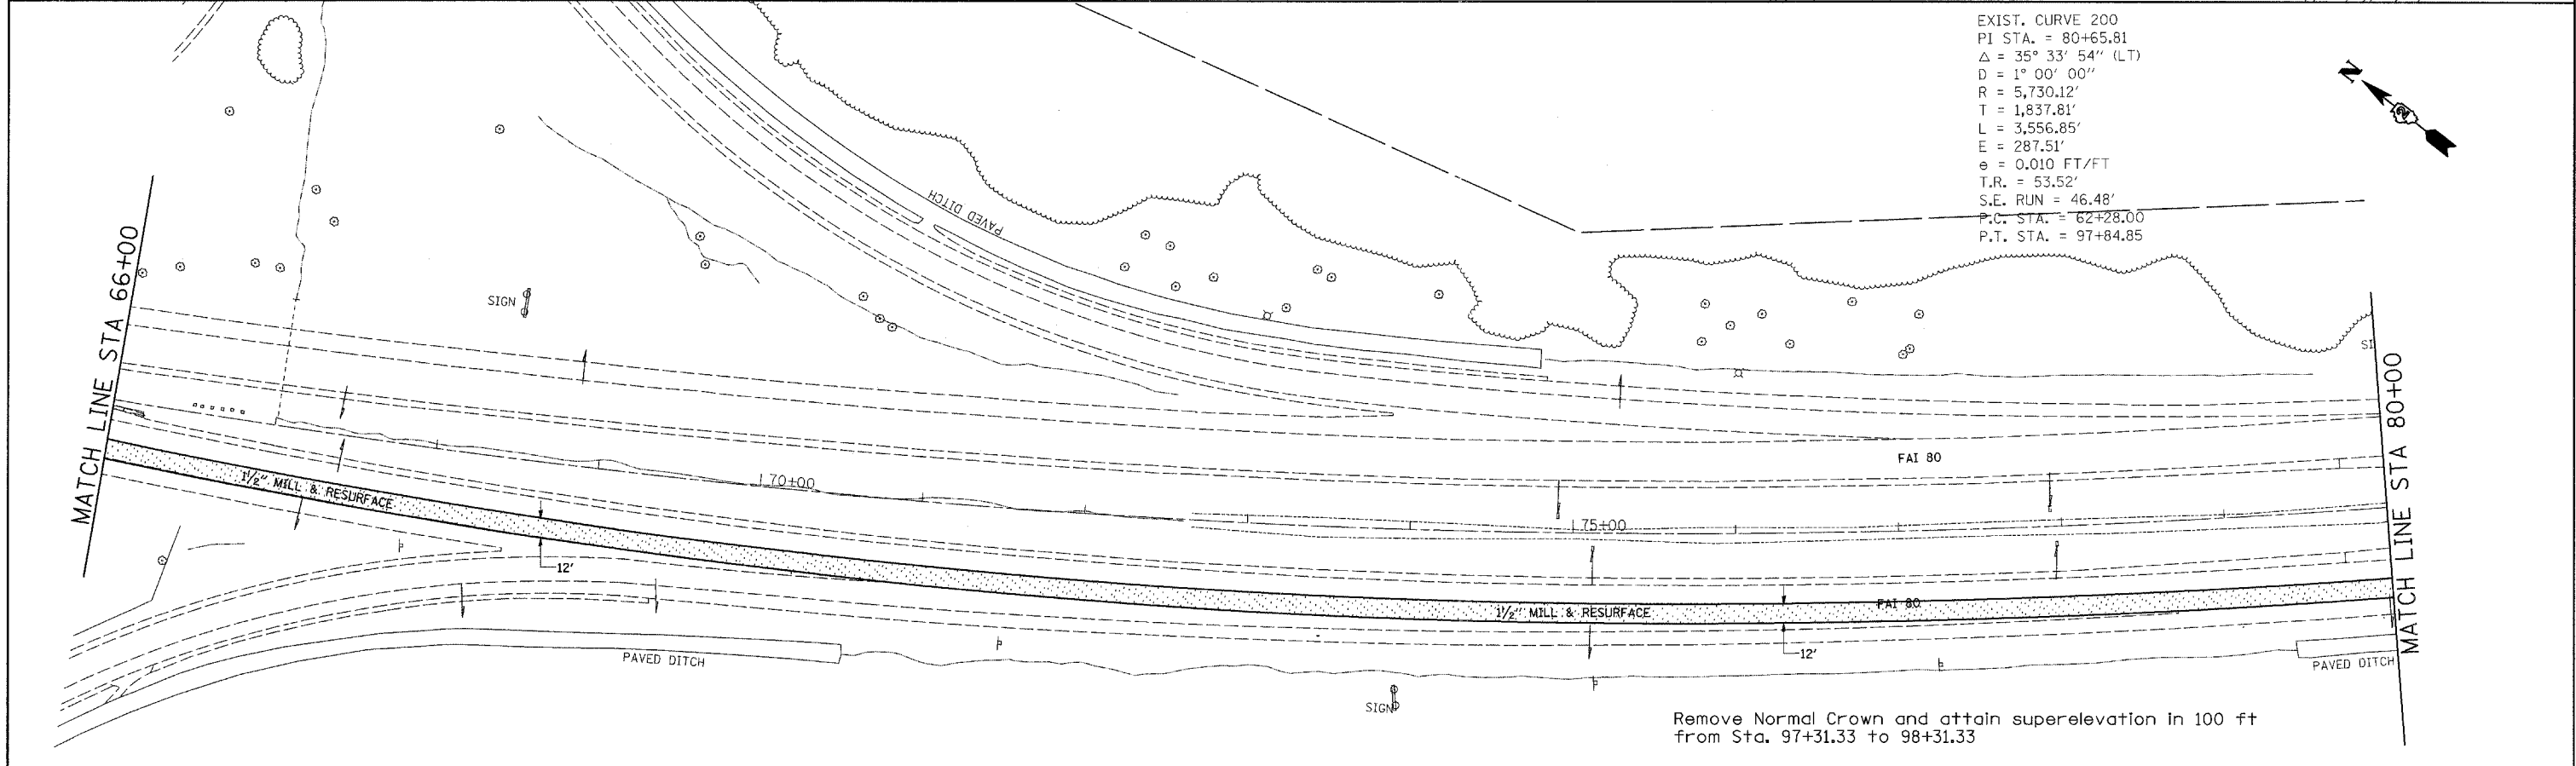 EXIST. CURVE 200
PI STA. = 80+65.81
Δ = 35° 33' 54" (LT)
D = 1° 00' 00"
R = 5,730.12'
T = 1,837.81'
L = 3,556.85'
E = 287.51'
e = 0.010 FT/FT
T.R. = 53.52'
S.E. RUN = 46.48'
P.C. STA. = 62+28.00
P.T. STA. = 97+84.85
N
2
PAVED DITCH
MATCH LINE STA 66+00
SIGN
MATCH LINE STA 80+00
FAI 80
1 1/2" MILL & RESURFACE
70+00
75+00
12'
1 1/2" MILL & RESURFACE
FAI 80
12'
PAVED DITCH
PAVED DITCH
SIGN
Remove Normal Crown and attain superelevation in 100 ft
from Sta. 97+31.33 to 98+31.33